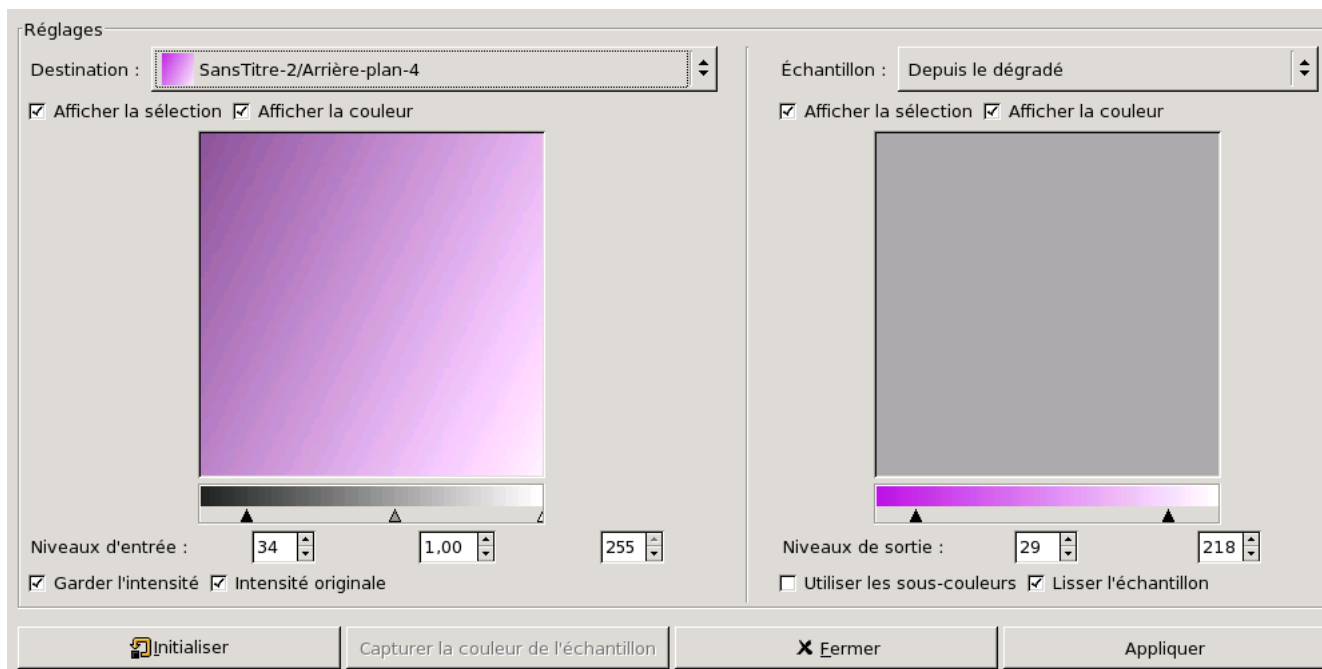 Réglages
Destination : SansTitre-2/Arrière-plan-4
Afficher la sélection Afficher la couleur
Niveaux d'entrée : 34 1,00 255
Garder l'intensité Intensité originale
Échantillon : Depuis le dégradé
Afficher la sélection Afficher la couleur
Niveaux de sortie : 29 218
Utiliser les sous-couleurs Lisser l'échantillon
Initialiser Capturer la couleur de l'échantillon Fermer Appliquer